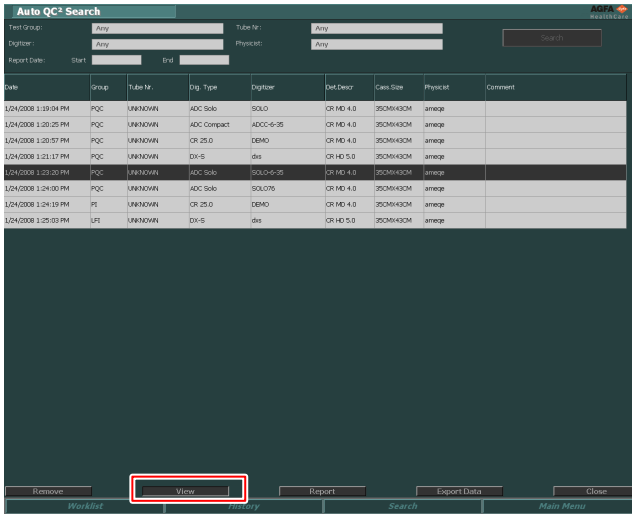 Auto QC² Search
AGFA
HealthCare
Test Group: Any Tube Nr: Any
Digitizer: Any Physicist: Any
Search
Report Date: Start End
Date Group Tube Nr. Dig. Type Digitizer Det.Descr Cass.Size Physicist Comment
1/24/2008 1:19:04 PM PQC UNKNOWN ADC Solo SOLO CR MD 4.0 35CMX43CM ameqe
1/24/2008 1:20:25 PM PQC UNKNOWN ADC Compact ADCC-6-35 CR MD 4.0 35CMX43CM ameqe
1/24/2008 1:20:57 PM PQC UNKNOWN CR 25.0 DEMO CR MD 4.0 35CMX43CM ameqe
1/24/2008 1:21:17 PM PQC UNKNOWN DX-S dxs CR HD 5.0 35CMX43CM ameqe
1/24/2008 1:23:20 PM PQC UNKNOWN ADC Solo SOLO-6-35 CR MD 4.0 35CMX43CM ameqe
1/24/2008 1:24:00 PM PQC UNKNOWN ADC Solo SOLO76 CR MD 4.0 35CMX43CM ameqe
1/24/2008 1:24:19 PM PI UNKNOWN CR 25.0 DEMO CR MD 4.0 35CMX43CM ameqe
1/24/2008 1:25:03 PM LFI UNKNOWN DX-S dxs CR HD 5.0 35CMX43CM ameqe
Remove View Report Export Data Close
Worklist History Search Main Menu